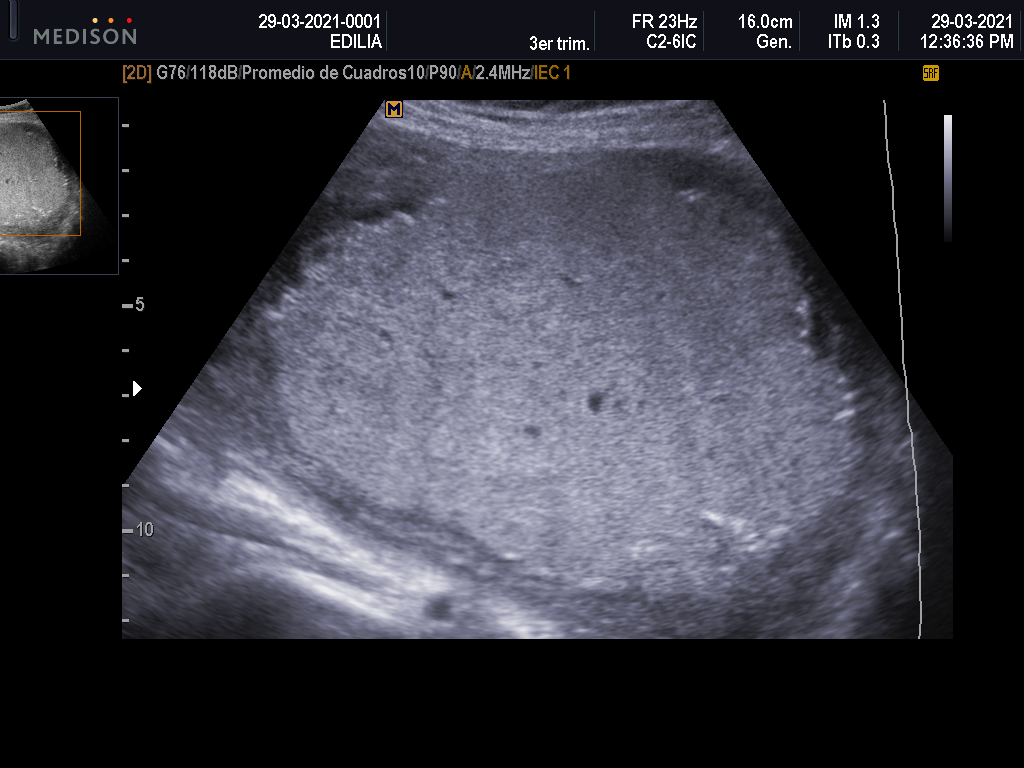 MEDISON
29-03-2021-0001
EDILIA
3er trim.
FR 23Hz
C2-6IC
16.0cm
Gen.
IM 1.3
ITb 0.3
29-03-2021
12:36:36 PM
[2D] G76/118dB/Promedio de Cuadros10/P90/A/2.4MHz/IEC 1
SRF
M
5
10